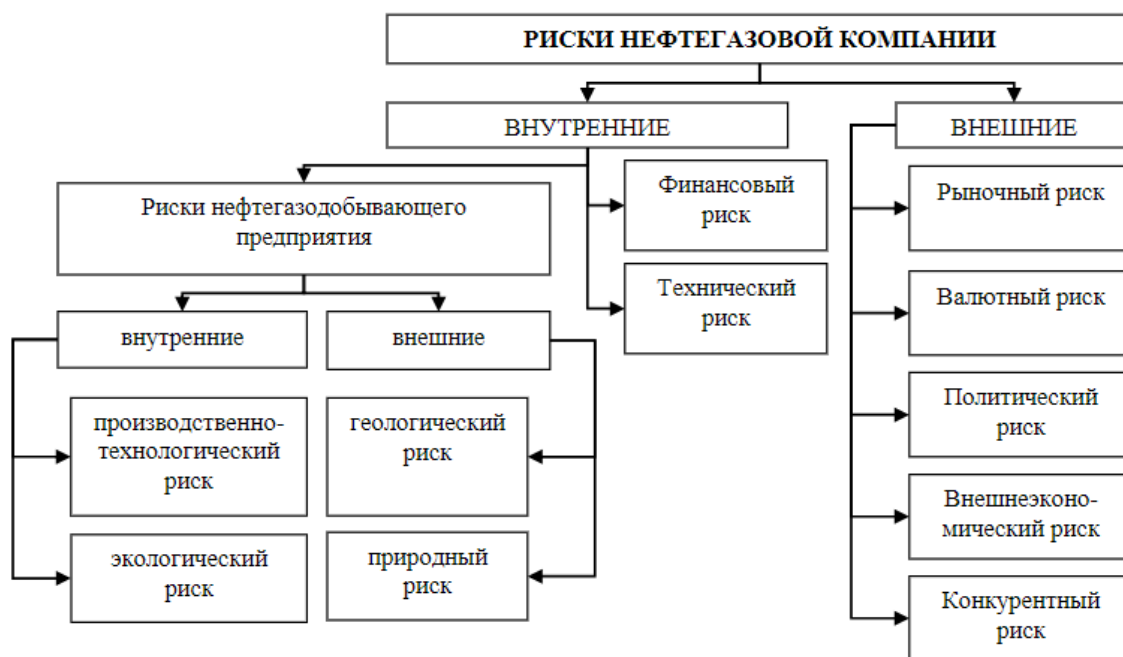 РИСКИ НЕФТЕГАЗОВОЙ КОМПАНИИ
ВНУТРЕННИЕ
ВНЕШНИЕ
Риски нефтегазодобывающего
предприятия
Финансовый
риск
Технический
риск
внутренние
внешние
производственно-
технологический
риск
экологический
риск
геологический
риск
природный
риск
Рыночный риск
Валютный риск
Политический
риск
Внешнеэконо-
мический риск
Конкурентный
риск